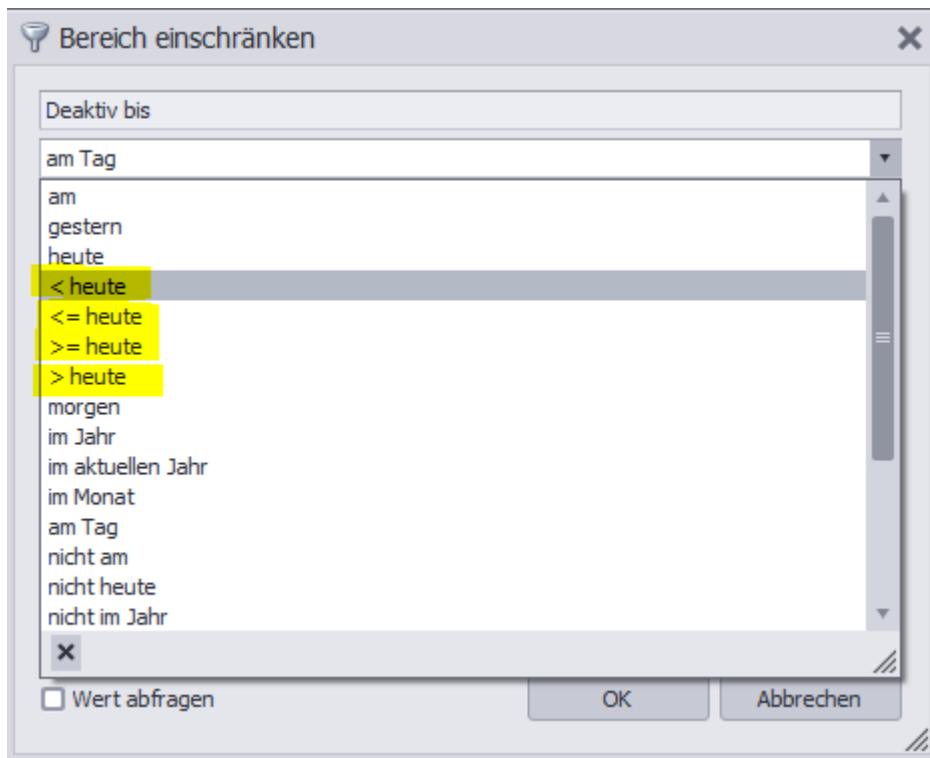 Bereich einschränken
Deaktiv bis
am Tag
am
gestern
heute
< heute
<= heute
>= heute
> heute
morgen
im Jahr
im aktuellen Jahr
im Monat
am Tag
nicht am
nicht heute
nicht im Jahr
Wert abfragen
OK
Abbrechen